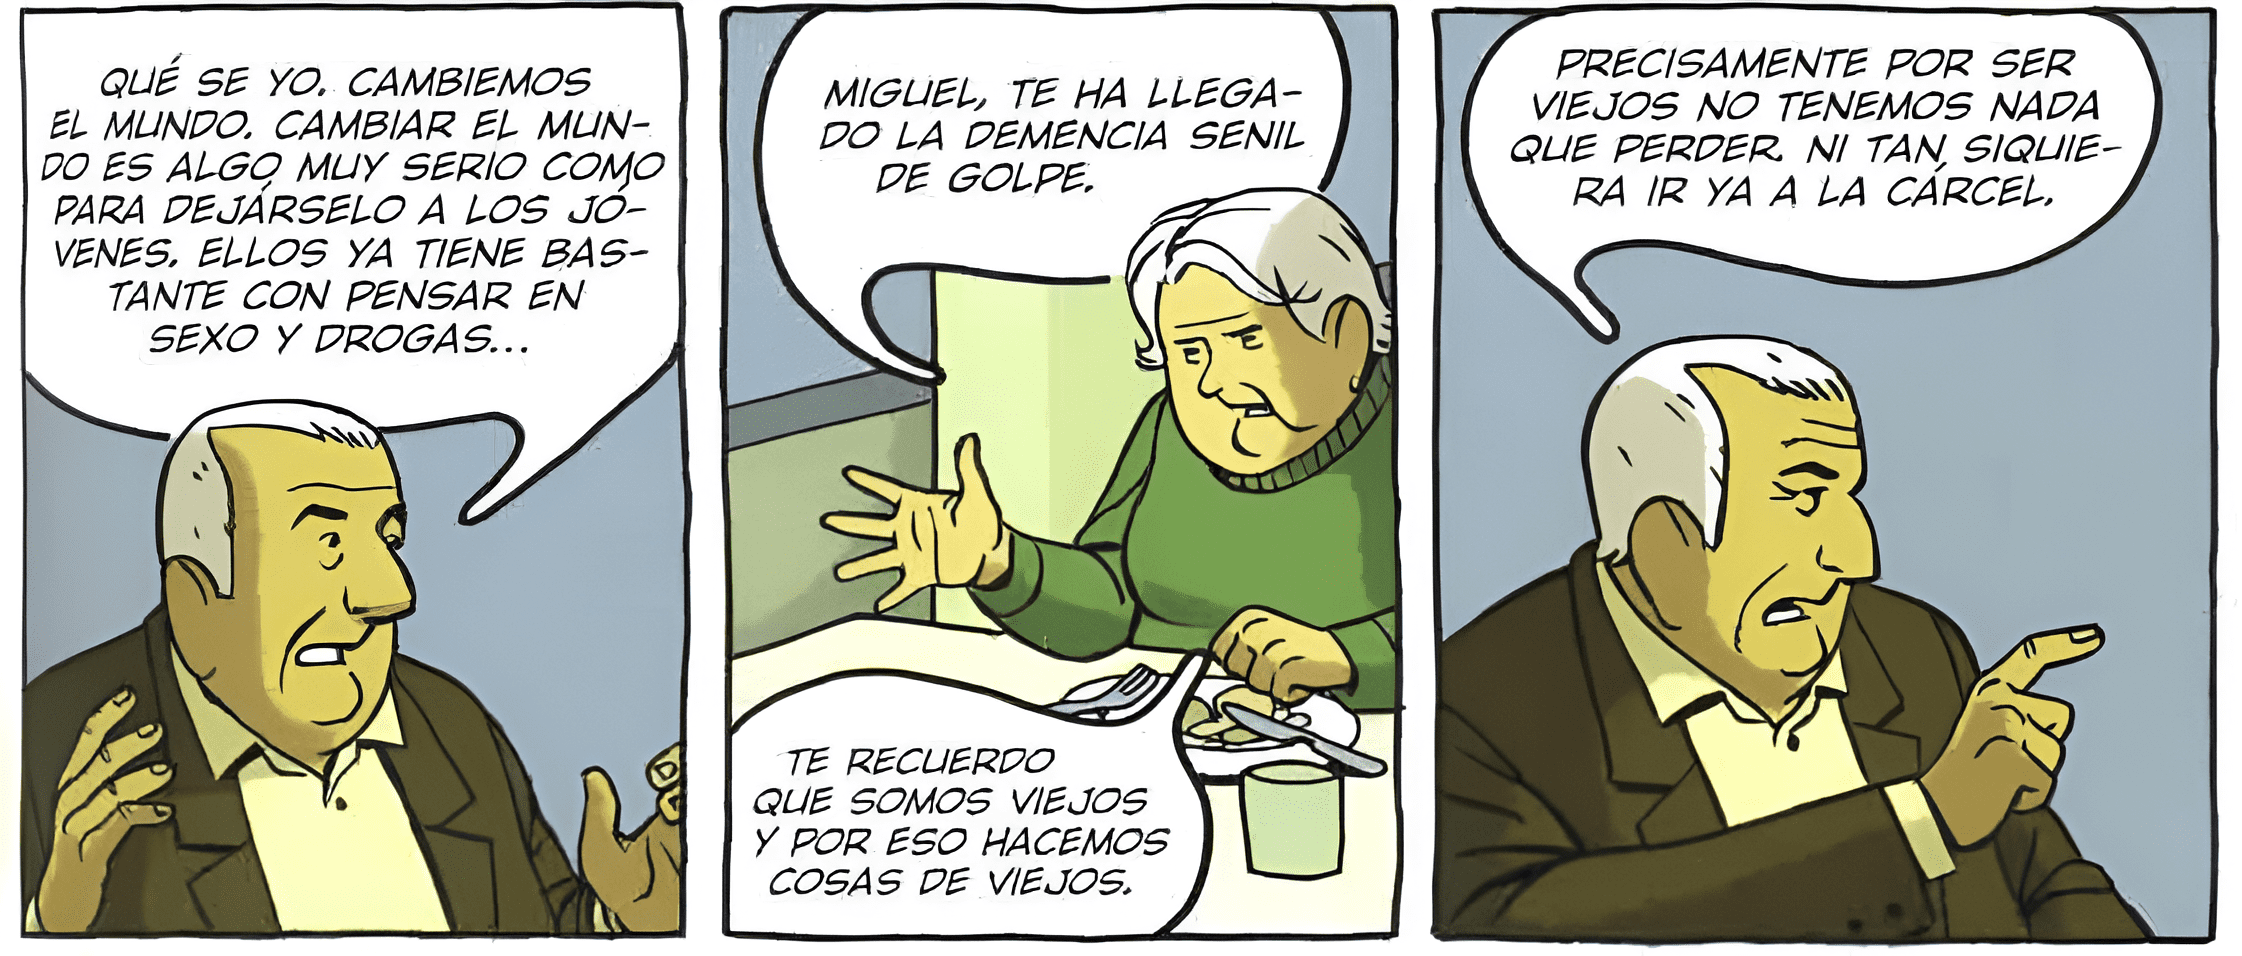 QUÉ SE YO. CAMBIEMOS
EL MUNDO. CAMBIAR EL MUN-
DO ES ALGO MUY SERIO COMO
PARA DEJÁRSELO A LOS JÓ-
VENES. ELLOS YA TIENE BAS-
TANTE CON PENSAR EN
SEXO Y DROGAS...
MIGUEL, TE HA LLEGA-
DO LA DEMENCIA SENIL
DE GOLPE.
TE RECUERDO
QUE SOMOS VIEJOS
Y POR ESO HACEMOS
COSAS DE VIEJOS.
PRECISAMENTE POR SER
VIEJOS NO TENEMOS NADA
QUE PERDER. NI TAN SIQUIE-
RA IR YA A LA CÁRCEL.